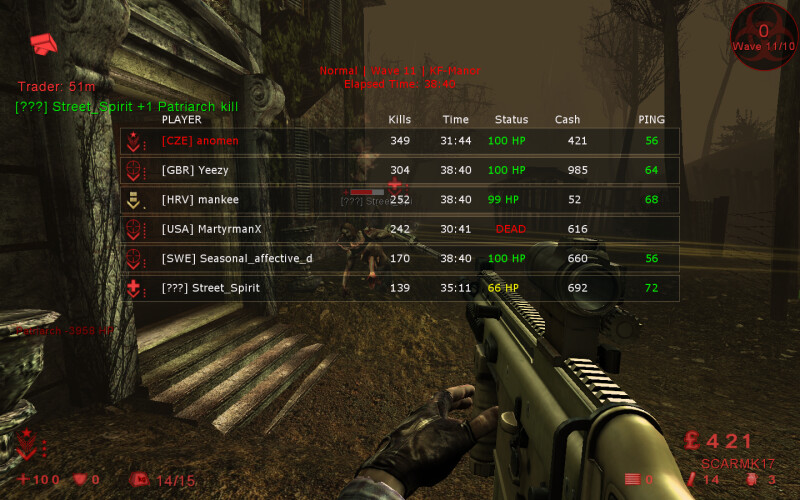 0
Wave 11/10
Normal | Wave 11 | KF-Manor
Elapsed Time: 38:40
Trader: 51m
[???] Street_Spirit +1 Patriarch kill
PLAYER Kills Time Status Cash PING
[CZE] anomen 349 31:44 100 HP 421 56
[GBR] Yeezy 304 38:40 100 HP 985 64
[HRV] mankee 252 38:40 99 HP 52 68
[???] Street
[USA] MartyrmanX 242 30:41 DEAD 616
[SWE] Seasonal_affective_d 170 38:40 100 HP 660 56
[???] Street_Spirit 139 35:11 66 HP 692 72
HP
£ 421
SCARMK17
+100 0 14/15 0 14 3